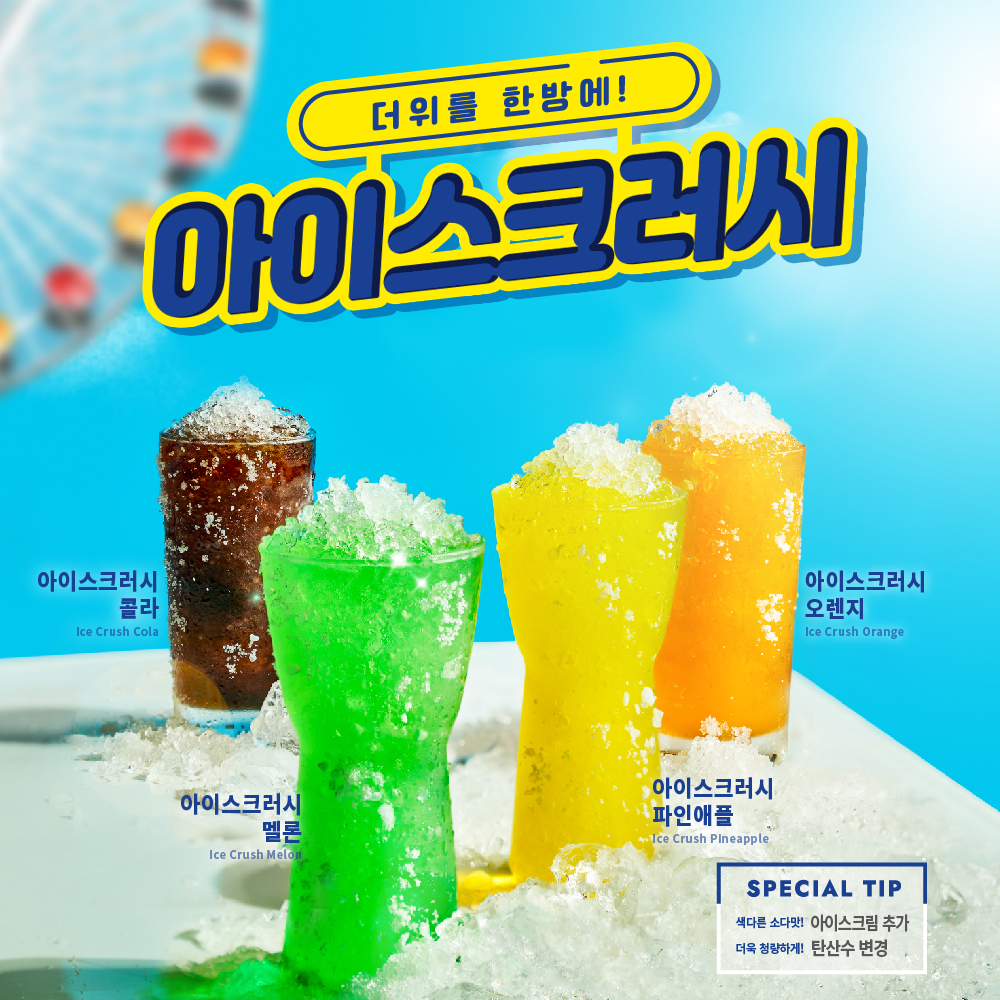 더위를 한방에!
아이스크러시
아이스크러시
콜라
Ice Crush Cola
아이스크러시
오렌지
Ice Crush Orange
아이스크러시
멜론
Ice Crush Melon
아이스크러시
파인애플
Ice Crush Pineapple
SPECIAL TIP
색다른 소다맛! 아이스크림 추가
더욱 청량하게! 탄산수 변경